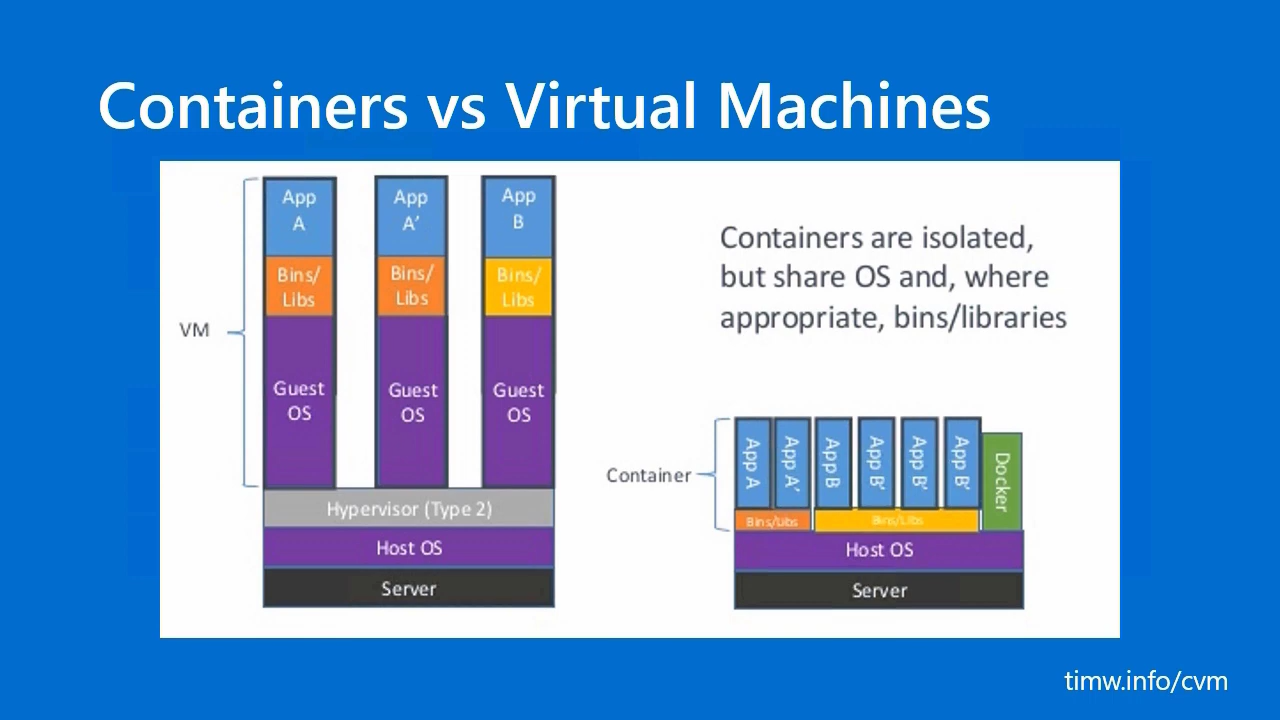 Containers vs Virtual Machines
VM
App
A
Bins/
Libs
Guest
OS
App
A’
Bins/
Libs
Guest
OS
App
B
Bins/
Libs
Guest
OS
Hypervisor (Type 2)
Host OS
Server
Containers are isolated,
but share OS and, where
appropriate, bins/libraries
Container
App A
App A’
App B
App B’
App B’
App B’
Docker
Bins/Libs
Bins/Libs
Host OS
Server
timw.info/cvm